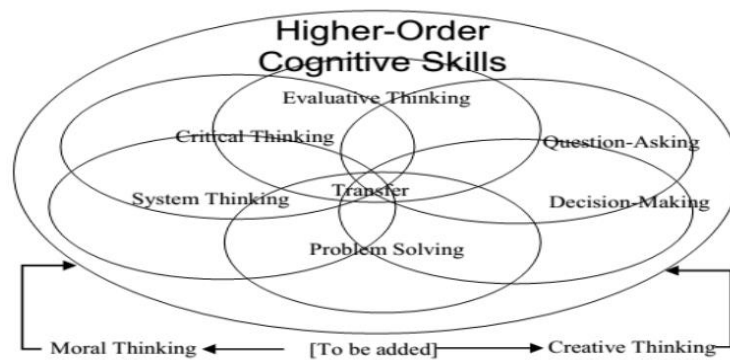 Higher-Order
Cognitive Skills
Evaluative Thinking
Critical Thinking
Question-Asking
System Thinking
Transfer
Decision-Making
Problem Solving
Moral Thinking
[To be added]
Creative Thinking